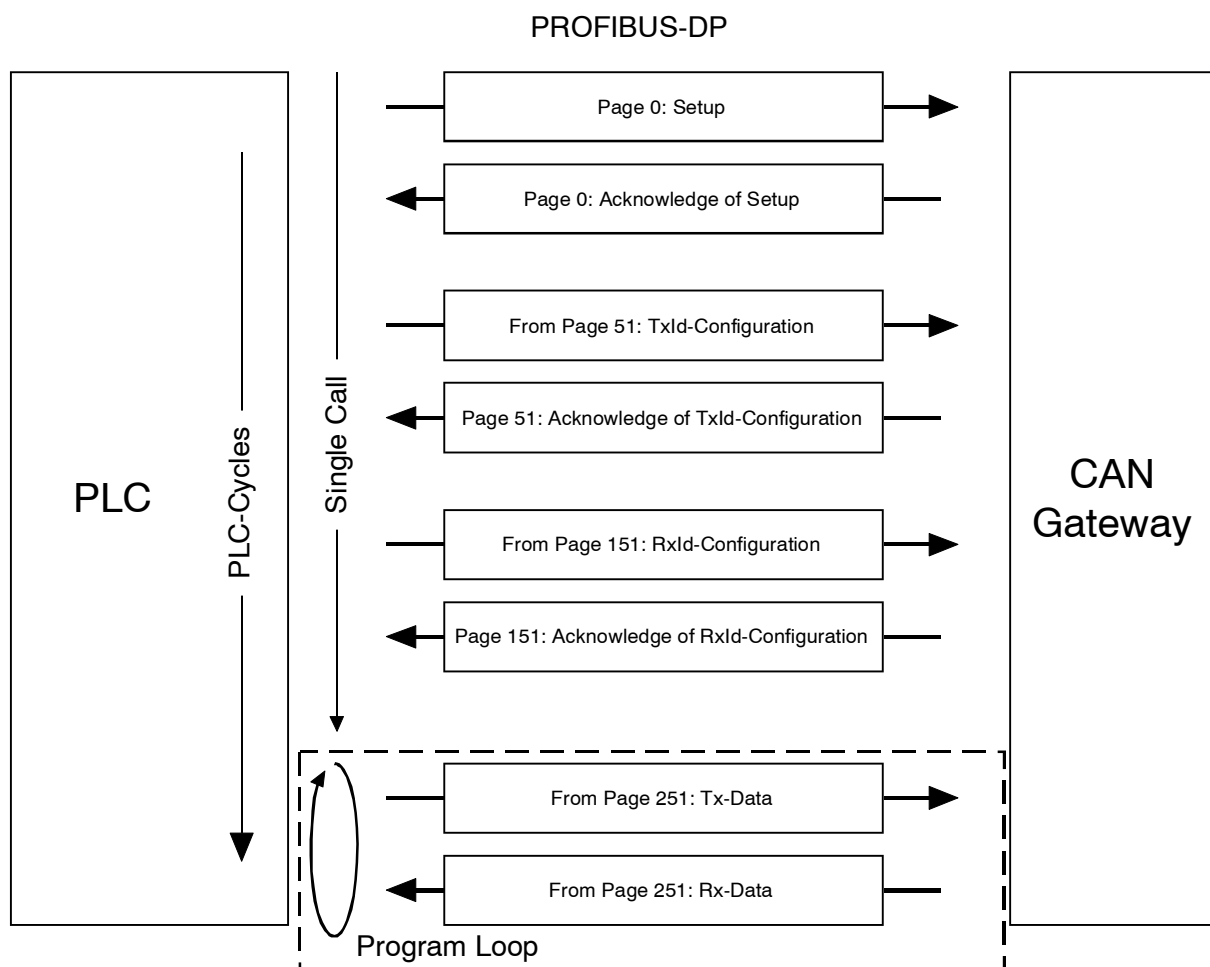 PROFIBUS-DP
Page 0: Setup
Page 0: Acknowledge of Setup
From Page 51: TxId-Configuration
Page 51: Acknowledge of TxId-Configuration
From Page 151: RxId-Configuration
Page 151: Acknowledge of RxId-Configuration
From Page 251: Tx-Data
From Page 251: Rx-Data
Program Loop
PLC
PLC-Cycles
Single Call
CAN
Gateway